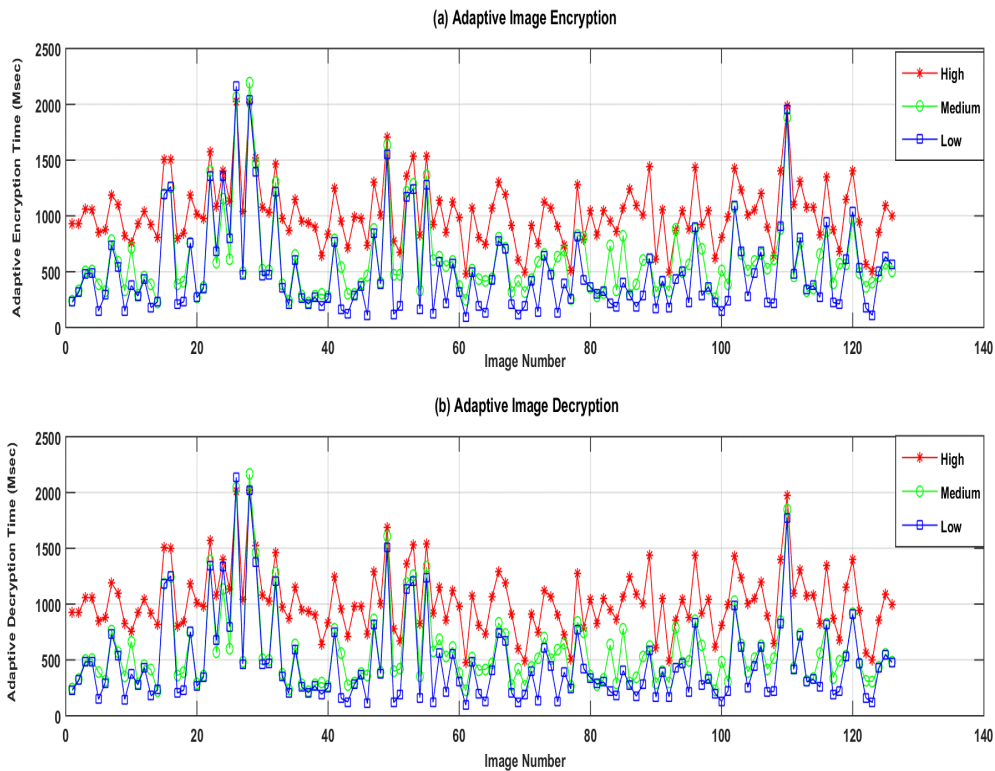 (a) Adaptive Image Encryption
Adaptive Encryption Time (Msec)
2500
2000
1500
1000
500
0
0 20 40 60 80 100 120 140
Image Number
High
Medium
Low
(b) Adaptive Image Decryption
Adaptive Decryption Time (Msec)
2500
2000
1500
1000
500
0
0 20 40 60 80 100 120 140
Image Number
High
Medium
Low